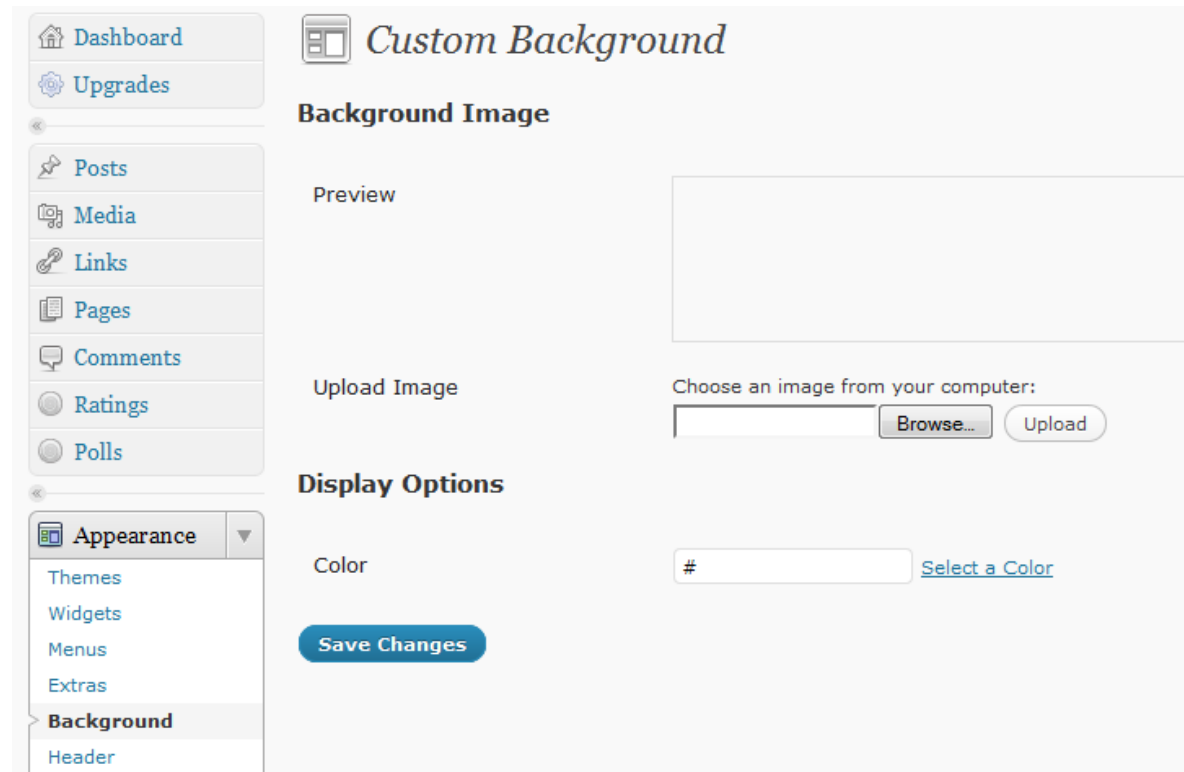 Dashboard
Upgrades
Posts
Media
Links
Pages
Comments
Ratings
Polls
Appearance
Themes
Widgets
Menus
Extras
Background
Header
Custom Background
Background Image
Preview
Upload Image
Choose an image from your computer:
Browse... Upload
Display Options
Color # Select a Color
Save Changes